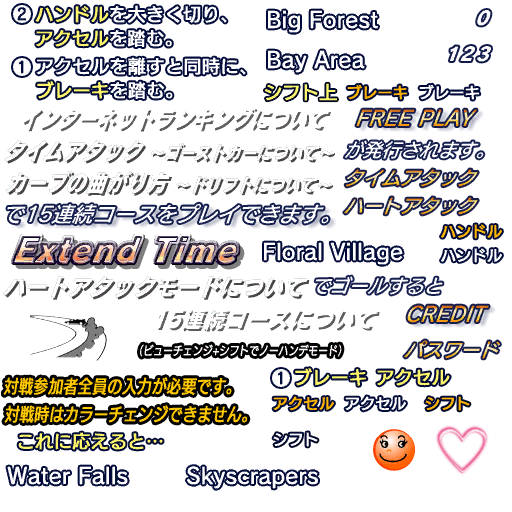 ②ハンドルを大きく切り、
アクセルを踏む。
①アクセルを離すと同時に、
ブレーキを踏む。
Big Forest
0
Bay Area
123
シフト上 ブレーキ ブレーキ
インターネットランキングについて
FREE PLAY
タイムアタック ～ゴーストカーについて～
が発行されます。
カーブの曲がり方 ～ドリフトについて～
タイムアタック
で15連続コースをプレイできます。
ハートアタック
ハンドル
Extend Time
Floral Village
ハンドル
ハートアタックモードについて
でゴールすると
15連続コースについて
CREDIT
(ビューチェンジ+シフトでノーハンデモード)
パスワード
対戦参加者全員の入力が必要です。
①ブレーキ アクセル
対戦時はカラーチェンジできません。
アクセル アクセル シフト
これに応えると…
シフト
Water Falls
Skyscrapers